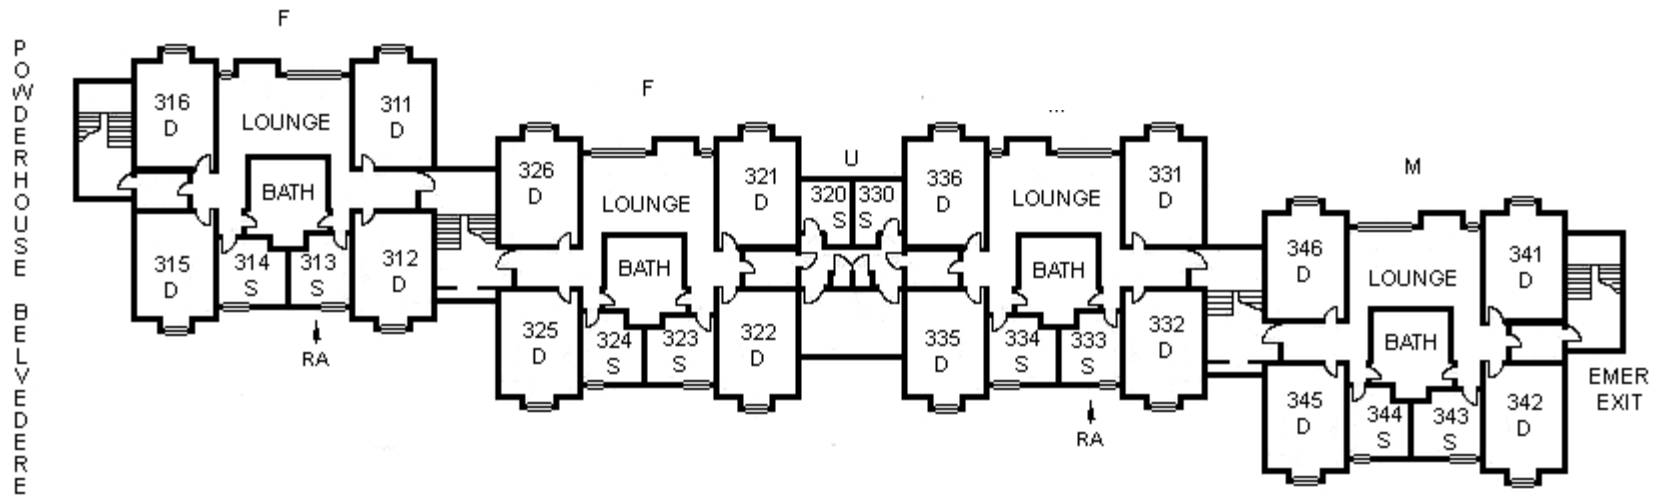 POWDERHOUSE BELVEDERE
F
316
D
LOUNGE
311
D
BATH
315
D
314
S
313
S
312
D
RA
F
326
D
LOUNGE
321
D
BATH
325
D
324
S
323
S
322
D
U
320
S
330
S
...
336
D
LOUNGE
331
D
BATH
335
D
334
S
333
S
332
D
RA
M
346
D
LOUNGE
341
D
BATH
345
D
344
S
343
S
342
D
EMER
EXIT